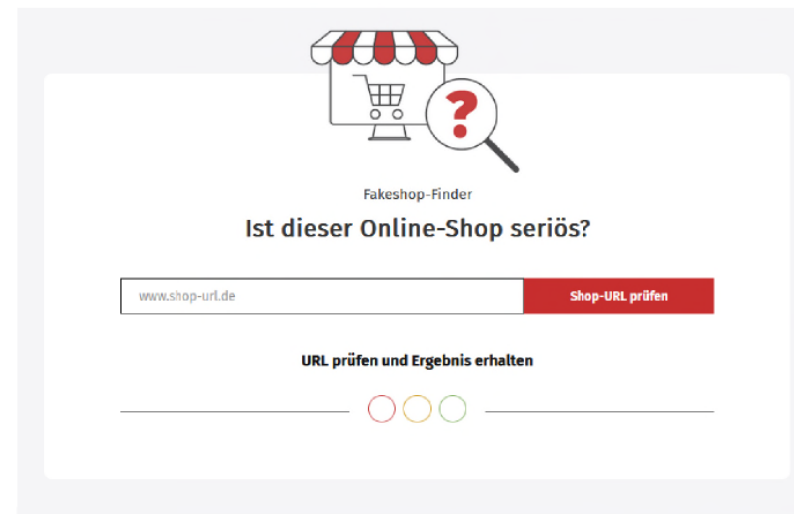 ?
Fakeshop-Finder
Ist dieser Online-Shop seriös?
www.shop-url.de
Shop-URL prüfen
URL prüfen und Ergebnis erhalten